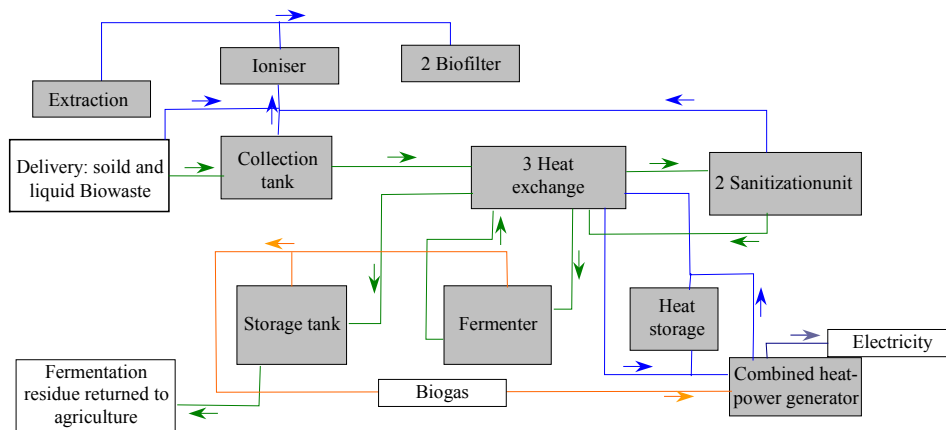 Ioniser
2 Biofilter
Extraction
Delivery: soild and
liquid Biowaste
Collection
tank
3 Heat
exchange
2 Sanitizationunit
Storage tank
Fermenter
Heat
storage
Electricity
Fermentation
residue returned to
agriculture
Biogas
Combined heat-
power generator